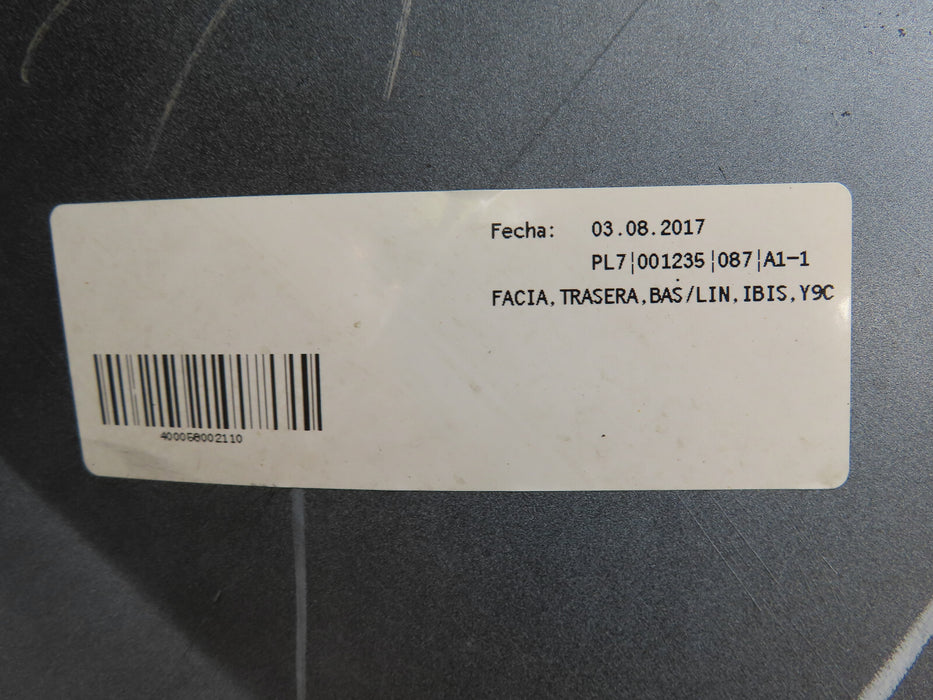 Fecha: 03.08.2017
PL7|001235|087|A1-1
FACIA,TRASERA,BAS/LIN,IBIS,Y9C
400058002110